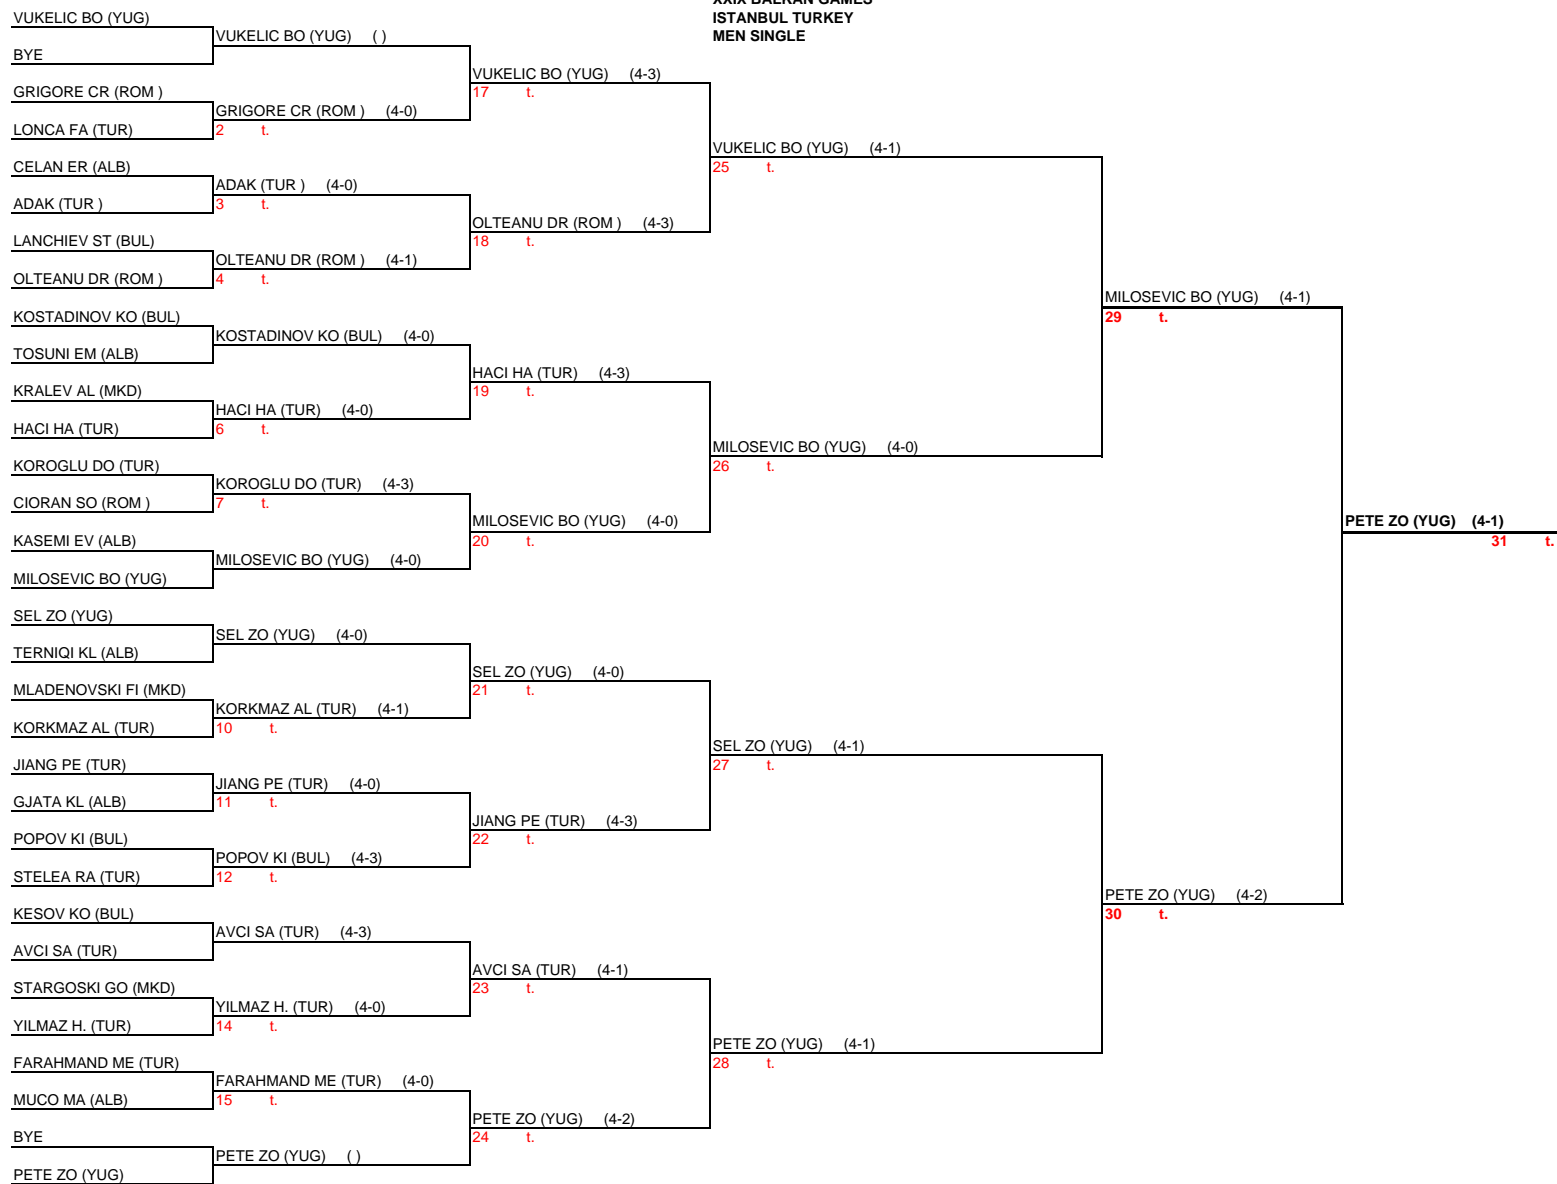 XXIX BALKAN GAMES
ISTANBUL TURKEY
MEN SINGLE
VUKELIC BO (YUG)
VUKELIC BO (YUG) ( )
BYE
VUKELIC BO (YUG) (4-3)
17 t.
GRIGORE CR (ROM )
GRIGORE CR (ROM ) (4-0)
2 t.
LONCA FA (TUR)
VUKELIC BO (YUG) (4-1)
25 t.
CELAN ER (ALB)
ADAK (TUR ) (4-0)
3 t.
ADAK (TUR )
OLTEANU DR (ROM ) (4-3)
18 t.
LANCHIEV ST (BUL)
OLTEANU DR (ROM ) (4-1)
4 t.
OLTEANU DR (ROM )
MILOSEVIC BO (YUG) (4-1)
29 t.
KOSTADINOV KO (BUL)
KOSTADINOV KO (BUL) (4-0)
TOSUNI EM (ALB)
HACI HA (TUR) (4-3)
19 t.
KRALEV AL (MKD)
HACI HA (TUR) (4-0)
6 t.
HACI HA (TUR)
MILOSEVIC BO (YUG) (4-0)
26 t.
KOROGLU DO (TUR)
KOROGLU DO (TUR) (4-3)
7 t.
CIORAN SO (ROM )
MILOSEVIC BO (YUG) (4-0)
20 t.
PETE ZO (YUG) (4-1)
31 t.
KASEMI EV (ALB)
MILOSEVIC BO (YUG) (4-0)
MILOSEVIC BO (YUG)
SEL ZO (YUG)
SEL ZO (YUG) (4-0)
TERNIQI KL (ALB)
SEL ZO (YUG) (4-0)
21 t.
MLADENOVSKI FI (MKD)
KORKMAZ AL (TUR) (4-1)
10 t.
KORKMAZ AL (TUR)
SEL ZO (YUG) (4-1)
27 t.
JIANG PE (TUR)
JIANG PE (TUR) (4-0)
11 t.
GJATA KL (ALB)
JIANG PE (TUR) (4-3)
22 t.
POPOV KI (BUL)
POPOV KI (BUL) (4-3)
12 t.
STELEA RA (TUR)
PETE ZO (YUG) (4-2)
30 t.
KESOV KO (BUL)
AVCI SA (TUR) (4-3)
AVCI SA (TUR)
AVCI SA (TUR) (4-1)
23 t.
STARGOSKI GO (MKD)
YILMAZ H. (TUR) (4-0)
14 t.
YILMAZ H. (TUR)
PETE ZO (YUG) (4-1)
28 t.
FARAHMAND ME (TUR)
FARAHMAND ME (TUR) (4-0)
15 t.
MUCO MA (ALB)
PETE ZO (YUG) (4-2)
24 t.
BYE
PETE ZO (YUG) ( )
PETE ZO (YUG)